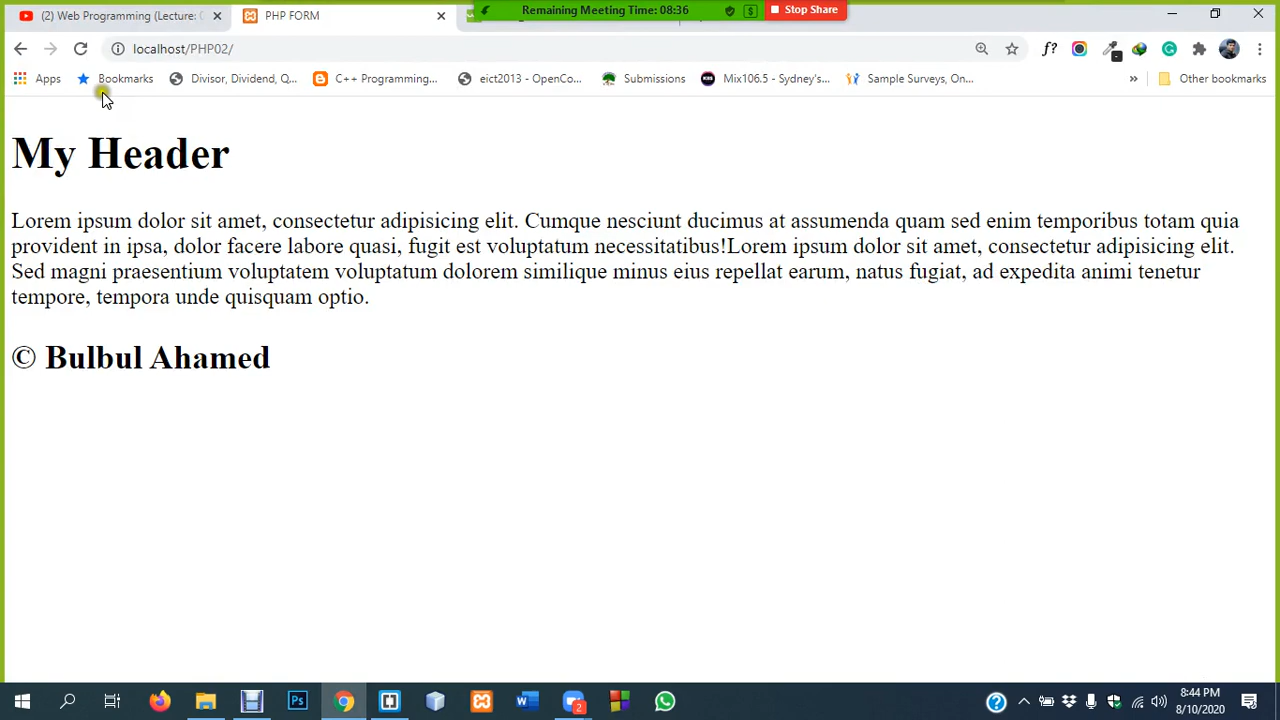 (2) Web Programming (Lecture: (
PHP FORM
Remaining Meeting Time: 08:36
Stop Share
localhost/PHP02/
f?
Apps
Bookmarks
Divisor, Dividend, Q...
C++ Programming...
eict2013 - OpenCo...
Submissions
Mix106.5 - Sydney's...
Sample Surveys, On...
»
Other bookmarks
My Header
Lorem ipsum dolor sit amet, consectetur adipisicing elit. Cumque nesciunt ducimus at assumenda quam sed enim temporibus totam quia
provident in ipsa, dolor facere labore quasi, fugit est voluptatum necessitatibus!Lorem ipsum dolor sit amet, consectetur adipisicing elit.
Sed magni praesentium voluptatem voluptatum dolorem similique minus eius repellat earum, natus fugiat, ad expedita animi tenetur
tempore, tempora unde quisquam optio.
© Bulbul Ahamed
Ps
2
8:44 PM
8/10/2020